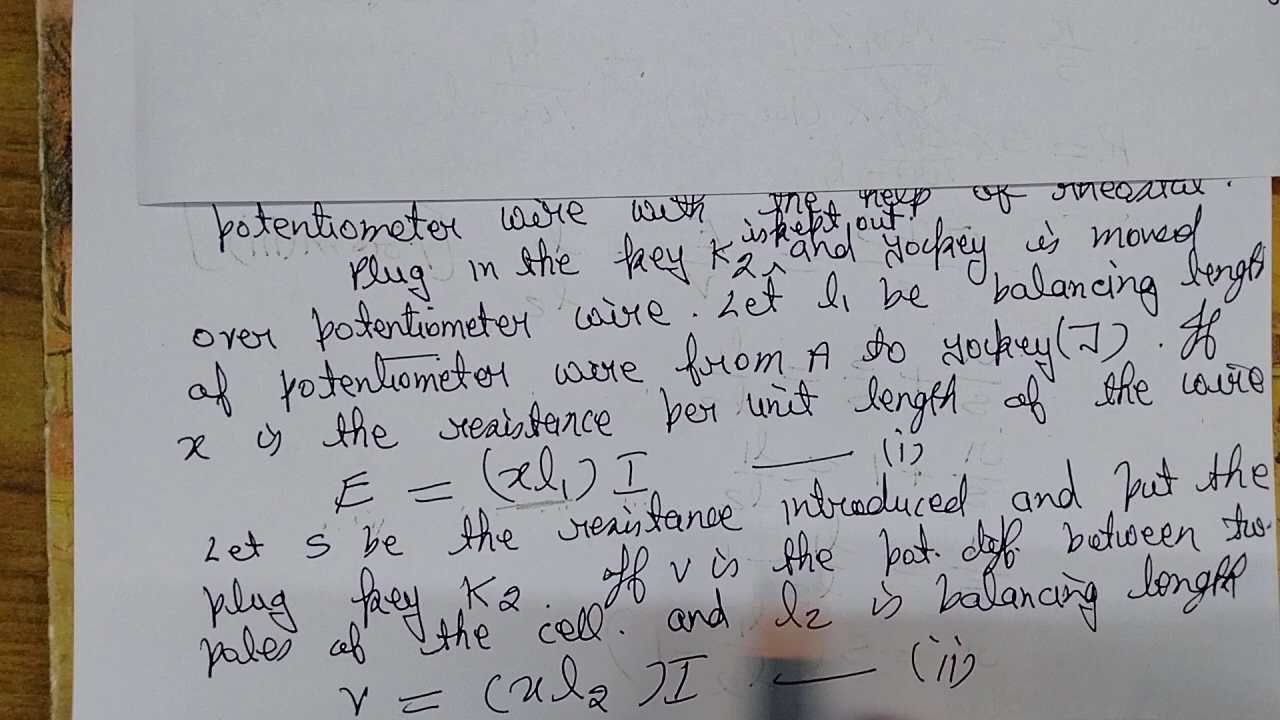 potentiometer wire with the help of rheostat.
Plug in the key K2 is kept out and Jockey is moved
over potentiometer wire. Let l1 be balancing length
of potentiometer wire from A to Jockey (J). If
x is the resistance per unit length of the wire
E = (xl1) I —— (i)
Let S be the resistance introduced and put the
plug key K2. If V is the pot. dif. between two
poles of the cell. and l2 is balancing length
V = (xl2)I —— (ii)